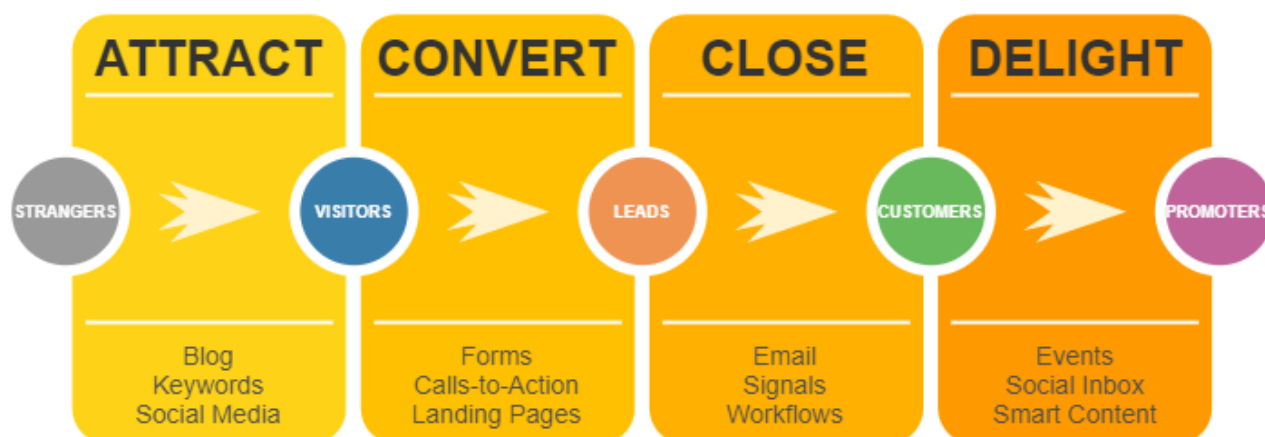 ATTRACT
CONVERT
CLOSE
DELIGHT
STRANGERS
VISITORS
LEADS
CUSTOMERS
PROMOTERS
Blog
Keywords
Social Media
Forms
Calls-to-Action
Landing Pages
Email
Signals
Workflows
Events
Social Inbox
Smart Content